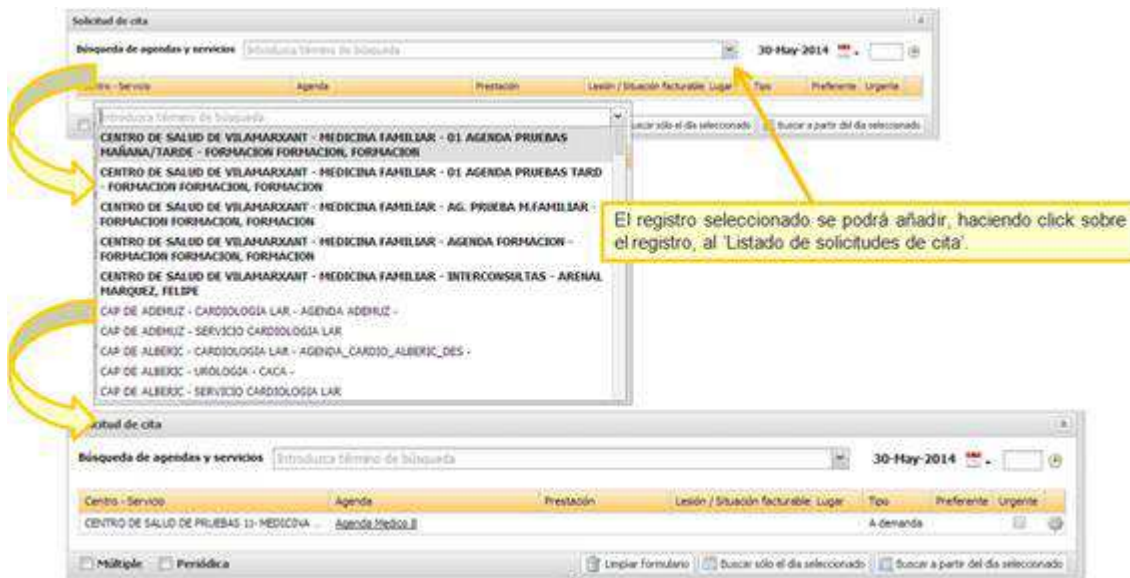 Solicitud de cita
Búsqueda de agendas y servicios Introduzca término de búsqueda 30-May-2014
Centro - Servicio Agenda Prestación Lesión / Situación facturable Lugar Tipo Preferente Urgente
Introduzca término de búsqueda
Buscar sólo el día seleccionado Buscar a partir del día seleccionado
CENTRO DE SALUD DE VILAMARXANT - MEDICINA FAMILIAR - 01 AGENDA PRUEBAS
MAÑANA/TARDE - FORMACION FORMACION, FORMACION
CENTRO DE SALUD DE VILAMARXANT - MEDICINA FAMILIAR - 01 AGENDA PRUEBAS TARD
- FORMACION FORMACION, FORMACION
CENTRO DE SALUD DE VILAMARXANT - MEDICINA FAMILIAR - AG. PRUEBA M.FAMILIAR -
FORMACION FORMACION, FORMACION
CENTRO DE SALUD DE VILAMARXANT - MEDICINA FAMILIAR - AGENDA FORMACION -
FORMACION FORMACION, FORMACION
CENTRO DE SALUD DE VILAMARXANT - MEDICINA FAMILIAR - INTERCONSULTAS - ARENAL
MARQUEZ, FELIPE
CAP DE ADEMUZ - CARDIOLOGIA LAR - AGENDA ADEMUZ -
CAP DE ADEMUZ - SERVICIO CARDIOLOGIA LAR
CAP DE ALBERIC - CARDIOLOGIA LAR - AGENDA_CARDIO_ALBERIC_DES -
CAP DE ALBERIC - UROLOGIA - CACA -
CAP DE ALBERIC - SERVICIO CARDIOLOGIA LAR
El registro seleccionado se podrá añadir, haciendo click sobre
el registro, al 'Listado de solicitudes de cita'.
Solicitud de cita
Búsqueda de agendas y servicios Introduzca término de búsqueda 30-May-2014
Centro - Servicio Agenda Prestación Lesión / Situación facturable Lugar Tipo Preferente Urgente
CENTRO DE SALUD DE PRUEBAS 11- MEDICINA ... Agenda Medico 8 A demanda
Múltiple Periódica Limpiar formulario Buscar sólo el día seleccionado Buscar a partir del día seleccionado